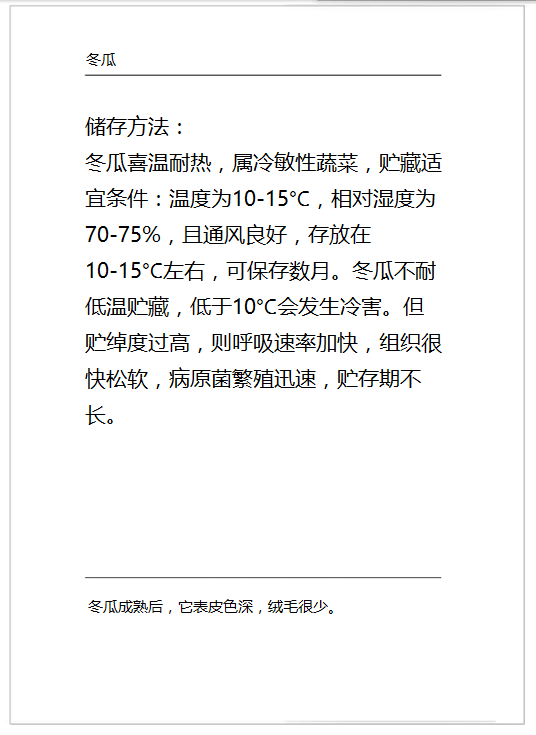 冬瓜
储存方法：
冬瓜喜温耐热，属冷敏性蔬菜，贮藏适
宜条件：温度为10-15℃，相对湿度为
70-75%，且通风良好，存放在
10-15℃左右，可保存数月。冬瓜不耐
低温贮藏，低于10℃会发生冷害。但
贮绰度过高，则呼吸速率加快，组织很
快松软，病原菌繁殖迅速，贮存期不
长。
冬瓜成熟后，它表皮色深，绒毛很少。